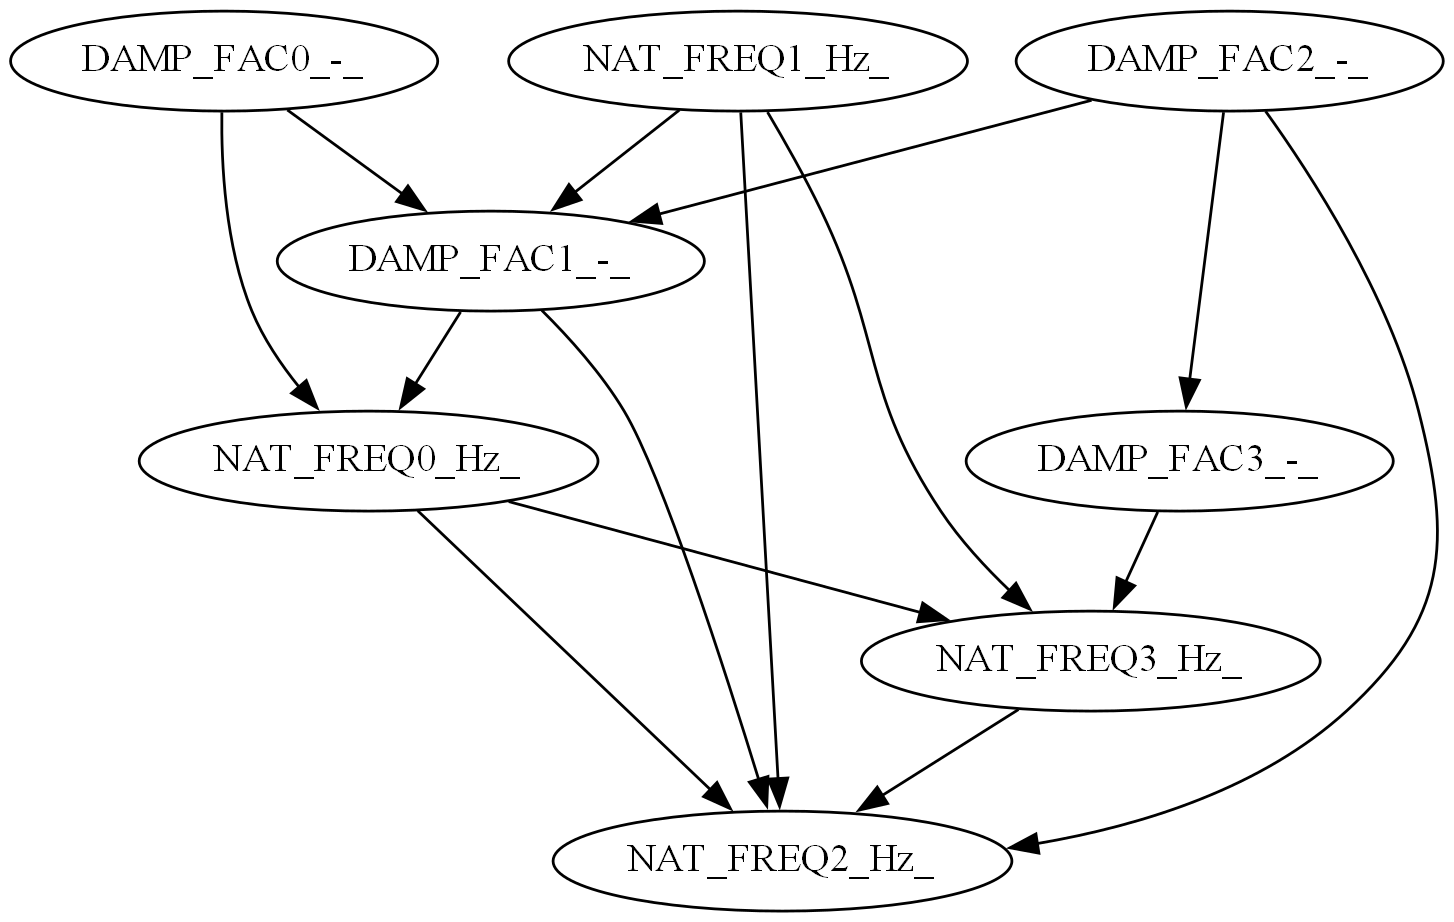 DAMP_FAC0_-_
NAT_FREQ1_Hz_
DAMP_FAC2_-_
DAMP_FAC1_-_
NAT_FREQ0_Hz_
DAMP_FAC3_-_
NAT_FREQ3_Hz_
NAT_FREQ2_Hz_